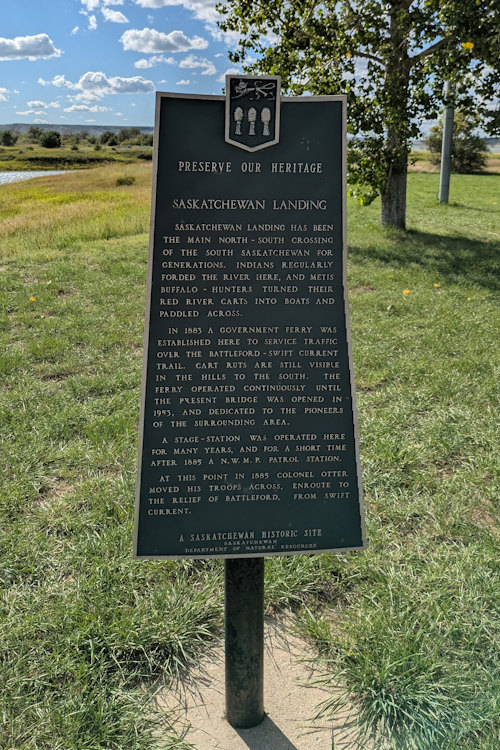 PRESERVE OUR HERITAGE
SASKATCHEWAN LANDING
SASKATCHEWAN LANDING HAS BEEN
THE MAIN NORTH - SOUTH CROSSING
OF THE SOUTH SASKATCHEWAN FOR
GENERATIONS. INDIANS REGULARLY
FORDED THE RIVER HERE, AND METIS
BUFFALO - HUNTERS TURNED THEIR
RED RIVER CARTS INTO BOATS AND
PADDLED ACROSS.
IN 1883 A GOVERNMENT FERRY WAS
ESTABLISHED HERE TO SERVICE TRAFFIC
OVER THE BATTLEFORD - SWIFT CURRENT
TRAIL. CART RUTS ARE STILL VISIBLE
IN THE HILLS TO THE SOUTH. THE
FERRY OPERATED CONTINUOUSLY UNTIL
THE PRESENT BRIDGE WAS OPENED IN
1953, AND DEDICATED TO THE PIONEERS
OF THE SURROUNDING AREA.
A STAGE - STATION WAS OPERATED HERE
FOR MANY YEARS, AND FOR A SHORT TIME
AFTER 1885 A N.W.M.P. PATROL STATION.
AT THIS POINT IN 1885 COLONEL OTTER
MOVED HIS TROOPS ACROSS, ENROUTE TO
THE RELIEF OF BATTLEFORD, FROM SWIFT
CURRENT.
A SASKATCHEWAN HISTORIC SITE
SASKATCHEWAN
DEPARTMENT OF NATURAL RESOURCES